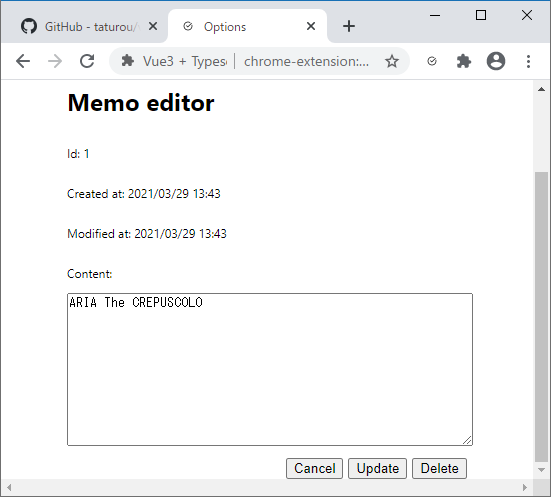 GitHub - taturou/
Options
Vue3 + Typesc
chrome-extension:...
Memo editor
Id: 1
Created at: 2021/03/29 13:43
Modified at: 2021/03/29 13:43
Content:
ARIA The CREPUSCOLO
Cancel Update Delete